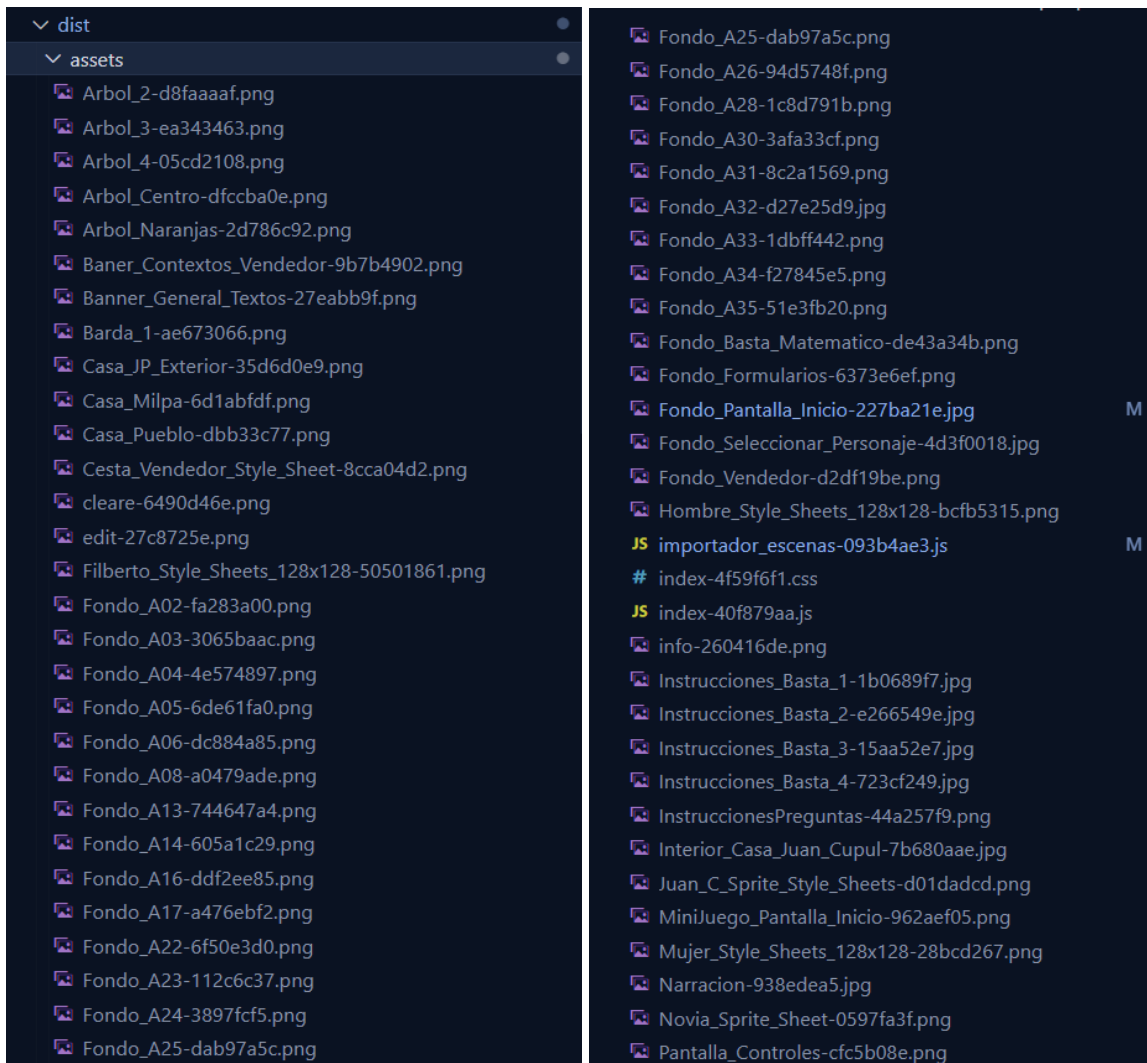 dist
assets
Arbol_2-d8faaaaf.png
Arbol_3-ea343463.png
Arbol_4-05cd2108.png
Arbol_Centro-dfccba0e.png
Arbol_Naranjas-2d786c92.png
Baner_Contextos_Vendedor-9b7b4902.png
Banner_General_Textos-27eabb9f.png
Barda_1-ae673066.png
Casa_JP_Exterior-35d6d0e9.png
Casa_Milpa-6d1abfdf.png
Casa_Pueblo-dbb33c77.png
Cesta_Vendedor_Style_Sheet-8cca04d2.png
cleare-6490d46e.png
edit-27c8725e.png
Filberto_Style_Sheets_128x128-50501861.png
Fondo_A02-fa283a00.png
Fondo_A03-3065baac.png
Fondo_A04-4e574897.png
Fondo_A05-6de61fa0.png
Fondo_A06-dc884a85.png
Fondo_A08-a0479ade.png
Fondo_A13-744647a4.png
Fondo_A14-605a1c29.png
Fondo_A16-ddf2ee85.png
Fondo_A17-a476ebf2.png
Fondo_A22-6f50e3d0.png
Fondo_A23-112c6c37.png
Fondo_A24-3897fcf5.png
Fondo_A25-dab97a5c.png
Fondo_A25-dab97a5c.png
Fondo_A26-94d5748f.png
Fondo_A28-1c8d791b.png
Fondo_A30-3afa33cf.png
Fondo_A31-8c2a1569.png
Fondo_A32-d27e25d9.jpg
Fondo_A33-1dbff442.png
Fondo_A34-f27845e5.png
Fondo_A35-51e3fb20.png
Fondo_Basta_Matematico-de43a34b.png
Fondo_Formularios-6373e6ef.png
Fondo_Pantalla_Inicio-227ba21e.jpg M
Fondo_Seleccionar_Personaje-4d3f0018.jpg
Fondo_Vendedor-d2df19be.png
Hombre_Style_Sheets_128x128-bcfb5315.png
JS importador_escenas-093b4ae3.js M
# index-4f59f6f1.css
JS index-40f879aa.js
info-260416de.png
Instrucciones_Basta_1-1b0689f7.jpg
Instrucciones_Basta_2-e266549e.jpg
Instrucciones_Basta_3-15aa52e7.jpg
Instrucciones_Basta_4-723cf249.jpg
InstruccionesPreguntas-44a257f9.png
Interior_Casa_Juan_Cupul-7b680aae.jpg
Juan_C_Sprite_Style_Sheets-d01dadcd.png
MiniJuego_Pantalla_Inicio-962aef05.png
Mujer_Style_Sheets_128x128-28bcd267.png
Narracion-938edea5.jpg
Novia_Sprite_Sheet-0597fa3f.png
Pantalla_Controles-cfc5b08e.png